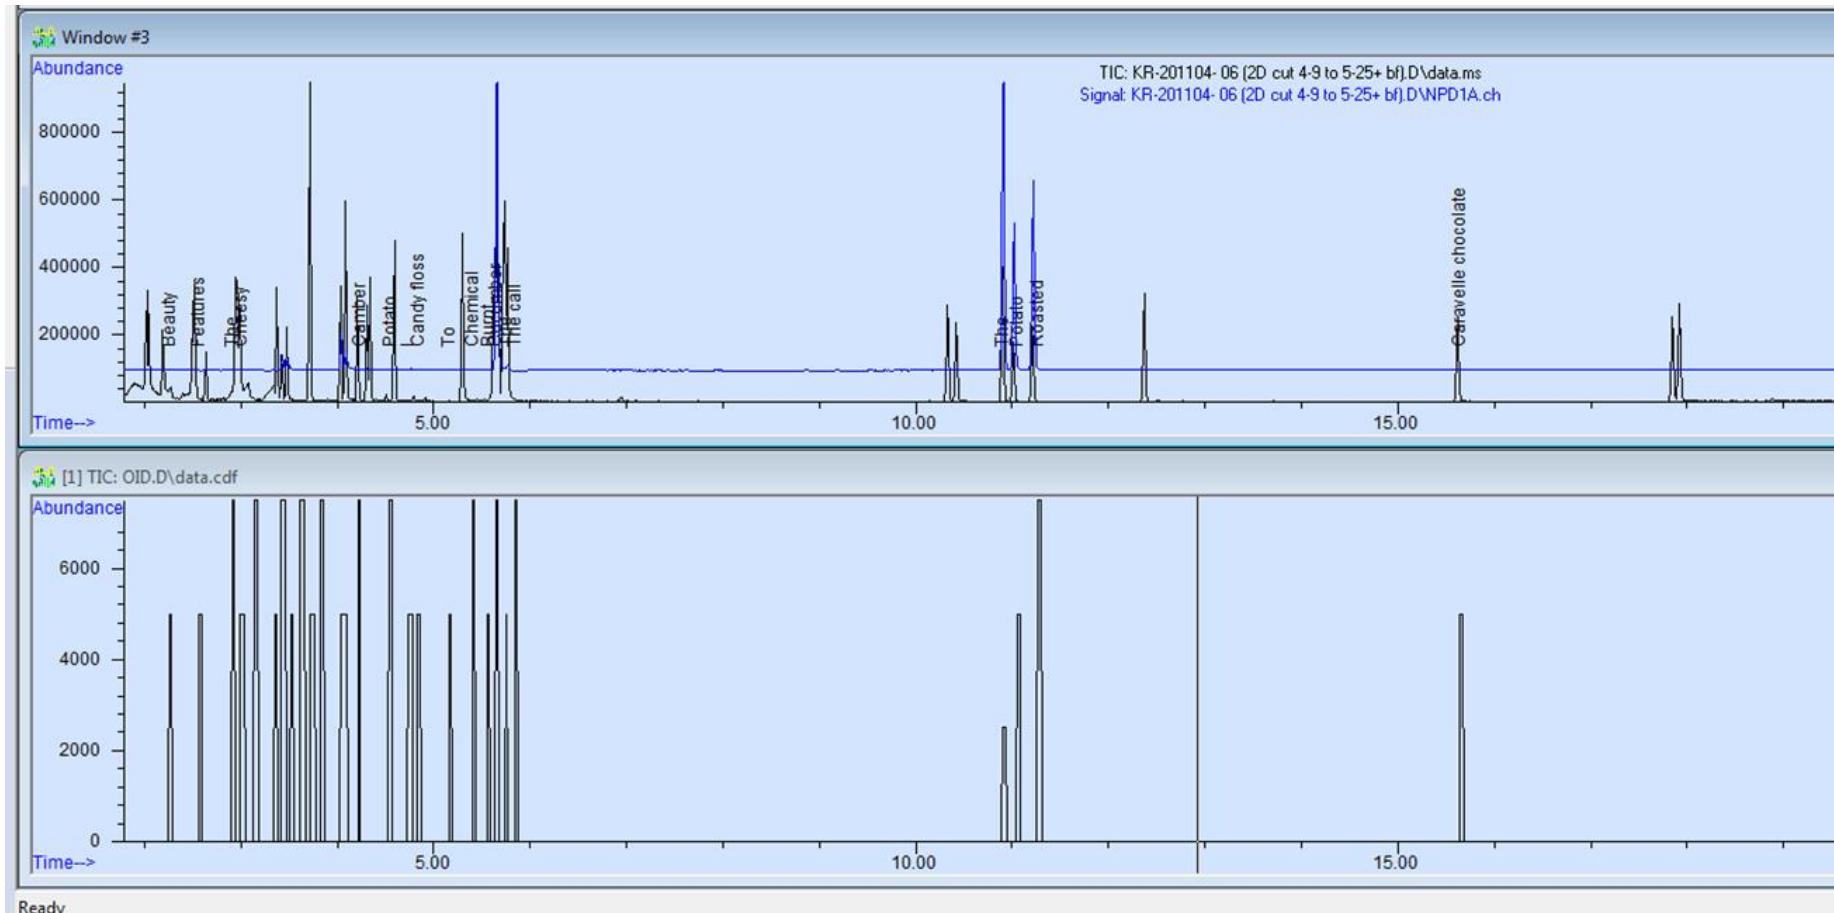 Window #3
Abundance
TIC: KR-201104- 06 (2D cut 4-9 to 5-25+ bf).D\data.ms
Signal: KR-201104- 06 (2D cut 4-9 to 5-25+ bf).D\NPD1A.ch
800000
600000
400000
200000
Beauty
Features
The
Cheesy
Camber
Potato
L
Candy floss
To
Chemical
Burnt
The call
The
Potato
Roasted
Caravelle chocolate
Time-->
5.00
10.00
15.00
[1] TIC: OID.D\data.cdf
Abundance
6000
4000
2000
0
Time-->
5.00
10.00
15.00
Ready